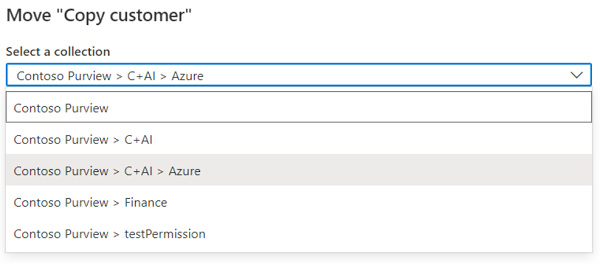 Move "Copy customer"
Select a collection
Contoso Purview > C+AI > Azure
Contoso Purview
Contoso Purview > C+AI
Contoso Purview > C+AI > Azure
Contoso Purview > Finance
Contoso Purview > testPermission